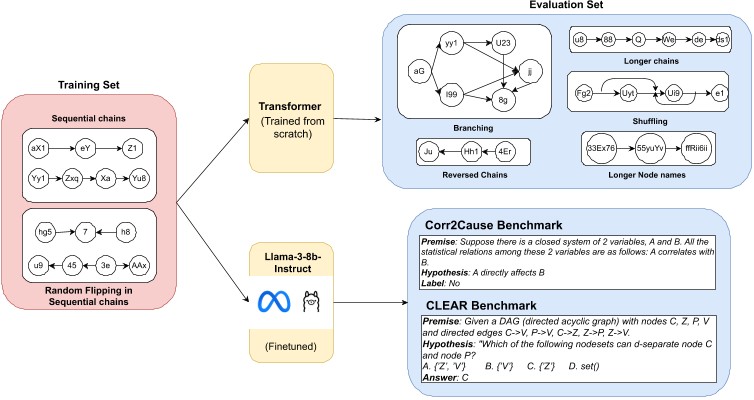 Training Set
Sequential chains
aX1
eY
Z1
Yy1
Zxq
Xa
Yu8
hg5
7
h8
u9
45
3e
AAx
Random Flipping in
Sequential chains
Transformer
(Trained from
scratch)
Llama-3-8b-
Instruct
(Finetuned)
Evaluation Set
aG
yy1
U23
I99
jjj
8g
Branching
Ju
Hh1
4Er
Reversed Chains
u8
88
Q
We
de
ds1
Longer chains
Fg2
Uyt
Ui9
e1
Shuffling
33Ex76
55yuYv
ffRii6ii
Longer Node names
Corr2Cause Benchmark
Premise: Suppose there is a closed system of 2 variables, A and B. All the
statistical relations among these 2 variables are as follows: A correlates with
B.
Hypothesis: A directly affects B
Label: No
CLEAR Benchmark
Premise: Given a DAG (directed acyclic graph) with nodes C, Z, P, V
and directed edges C->V, P->V, C->Z, Z->P, Z->V.
Hypothesis: "Which of the following nodesets can d-separate node C
and node P?
A. {'Z', 'V'} B. {'V'} C. {'Z'} D. set()
Answer: C